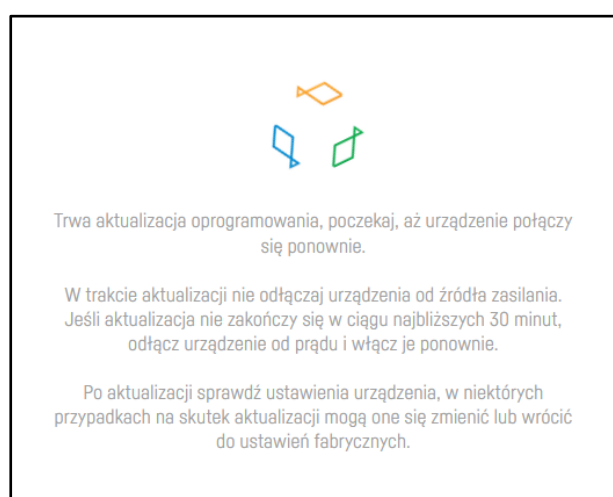 Trwa aktualizacja oprogramowania, poczekaj, aż urządzenie połączy
się ponownie.
W trakcie aktualizacji nie odłączaj urządzenia od źródła zasilania.
Jeśli aktualizacja nie zakończy się w ciągu najbliższych 30 minut,
odłącz urządzenie od prądu i włącz je ponownie.
Po aktualizacji sprawdź ustawienia urządzenia, w niektórych
przypadkach na skutek aktualizacji mogą one się zmienić lub wrócić
do ustawień fabrycznych.